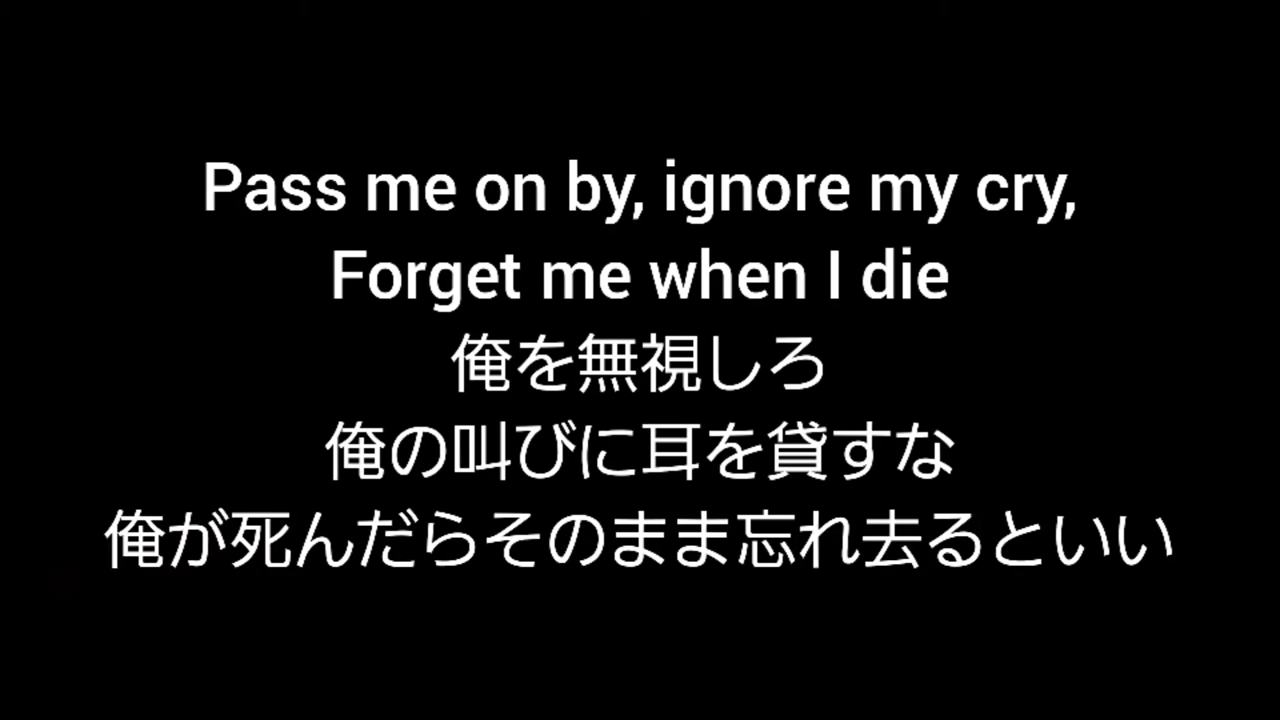 Pass me on by, ignore my cry,
Forget me when I die
俺を無視しろ
俺の叫びに耳を貸すな
俺が死んだらそのまま忘れ去るといい